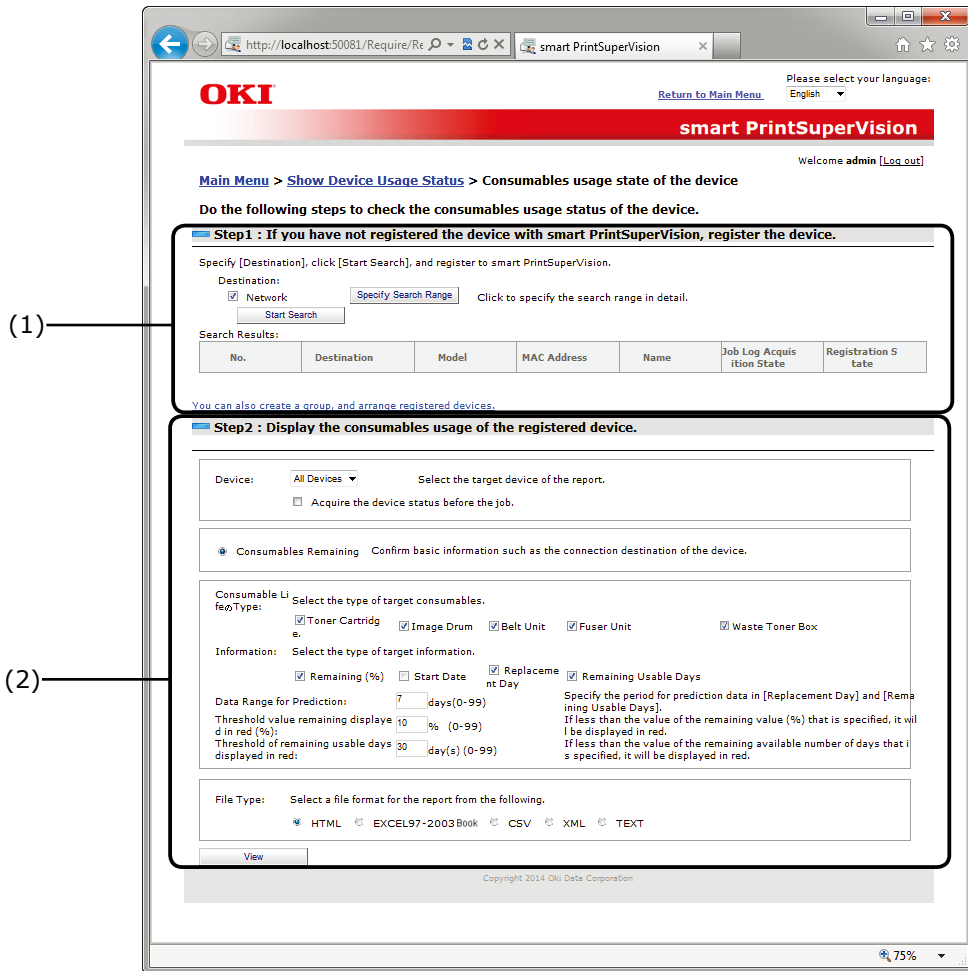 http://localhost:50081/Require/Re
smart PrintSuperVision
OKI
Return to Main Menu
Please select your language:
English
smart PrintSuperVision
Welcome admin [Log out]
Main Menu > Show Device Usage Status > Consumables usage state of the device
Do the following steps to check the consumables usage status of the device.
(1)
Step1 : If you have not registered the device with smart PrintSuperVision, register the device.
Specify [Destination], click [Start Search], and register to smart PrintSuperVision.
Destination:
Network
Specify Search Range
Click to specify the search range in detail.
Start Search
Search Results:
No.
Destination
Model
MAC Address
Name
Job Log Acquis
ition State
Registration S
tate
You can also create a group, and arrange registered devices.
(2)
Step2 : Display the consumables usage of the registered device.
Device:
All Devices
Select the target device of the report.
Acquire the device status before the job.
Consumables Remaining
Confirm basic information such as the connection destination of the device.
Consumable Li
feのType:
Select the type of target consumables.
Toner Cartridg
e.
Image Drum
Belt Unit
Fuser Unit
Waste Toner Box
Information:
Select the type of target information.
Remaining (%)
Start Date
Replaceme
nt Day
Remaining Usable Days
Data Range for Prediction:
7
days(0-99)
Specify the period for prediction data in [Replacement Day] and [Rema
ining Usable Days].
Threshold value remaining displaye
d in red (%):
10
% (0-99)
If less than the value of the remaining value (%) that is specified, it wil
l be displayed in red.
Threshold of remaining usable days
displayed in red:
30
day(s) (0-99)
If less than the value of the remaining available number of days that i
s specified, it will be displayed in red.
File Type:
Select a file format for the report from the following.
HTML
EXCEL97-2003 Book
CSV
XML
TEXT
View
Copyright 2014 Oki Data Corporation
75%